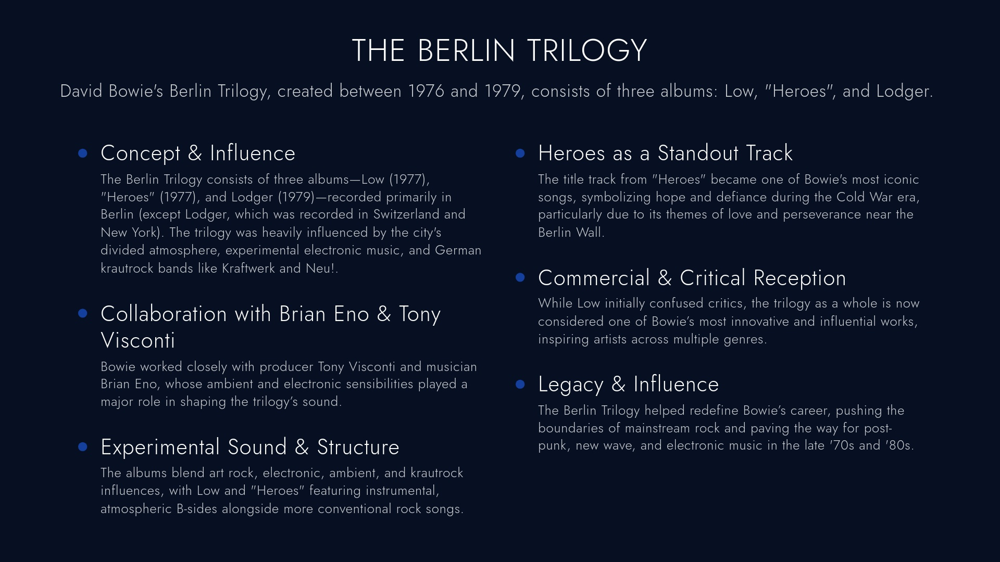 THE BERLIN TRILOGY
David Bowie's Berlin Trilogy, created between 1976 and 1979, consists of three albums: Low, "Heroes", and Lodger.
Concept & Influence
The Berlin Trilogy consists of three albums—Low (1977),
"Heroes" (1977), and Lodger (1979)—recorded primarily in
Berlin (except Lodger, which was recorded in Switzerland and
New York). The trilogy was heavily influenced by the city's
divided atmosphere, experimental electronic music, and German
krautrock bands like Kraftwerk and Neu!.
Collaboration with Brian Eno & Tony
Visconti
Bowie worked closely with producer Tony Visconti and musician
Brian Eno, whose ambient and electronic sensibilities played a
major role in shaping the trilogy’s sound.
Experimental Sound & Structure
The albums blend art rock, electronic, ambient, and krautrock
influences, with Low and "Heroes" featuring instrumental,
atmospheric B-sides alongside more conventional rock songs.
Heroes as a Standout Track
The title track from "Heroes" became one of Bowie's most iconic
songs, symbolizing hope and defiance during the Cold War era,
particularly due to its themes of love and perseverance near the
Berlin Wall.
Commercial & Critical Reception
While Low initially confused critics, the trilogy as a whole is now
considered one of Bowie’s most innovative and influential works,
inspiring artists across multiple genres.
Legacy & Influence
The Berlin Trilogy helped redefine Bowie’s career, pushing the
boundaries of mainstream rock and paving the way for post-
punk, new wave, and electronic music in the late '70s and '80s.